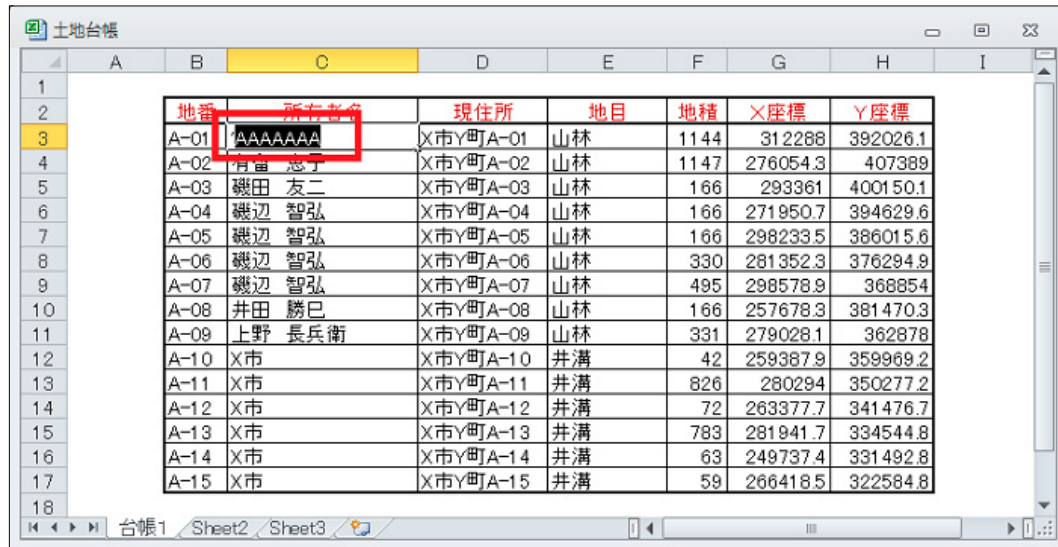 土地台帳
A B C D E F G H I
1
2 地番 所有者名 現住所 地目 地積 X座標 Y座標
3 A-01 'AAAAAAA X市Y町A-01 山林 1144 312288 392026.1
4 A-02 有富 恵子 X市Y町A-02 山林 1147 276054.3 407389
5 A-03 磯田 友二 X市Y町A-03 山林 166 293361 400150.1
6 A-04 磯辺 智弘 X市Y町A-04 山林 166 271950.7 394629.6
7 A-05 磯辺 智弘 X市Y町A-05 山林 166 298233.5 386015.6
8 A-06 磯辺 智弘 X市Y町A-06 山林 330 281352.3 376294.9
9 A-07 磯辺 智弘 X市Y町A-07 山林 495 298578.9 368854
10 A-08 井田 勝巳 X市Y町A-08 山林 166 257678.3 381470.3
11 A-09 上野 長兵衛 X市Y町A-09 山林 331 279028.1 362878
12 A-10 X市 X市Y町A-10 井溝 42 259387.9 359969.2
13 A-11 X市 X市Y町A-11 井溝 826 280294 350277.2
14 A-12 X市 X市Y町A-12 井溝 72 263377.7 341476.7
15 A-13 X市 X市Y町A-13 井溝 783 281941.7 334544.8
16 A-14 X市 X市Y町A-14 井溝 63 249737.4 331492.8
17 A-15 X市 X市Y町A-15 井溝 59 266418.5 322584.8
18
台帳1 Sheet2 Sheet3